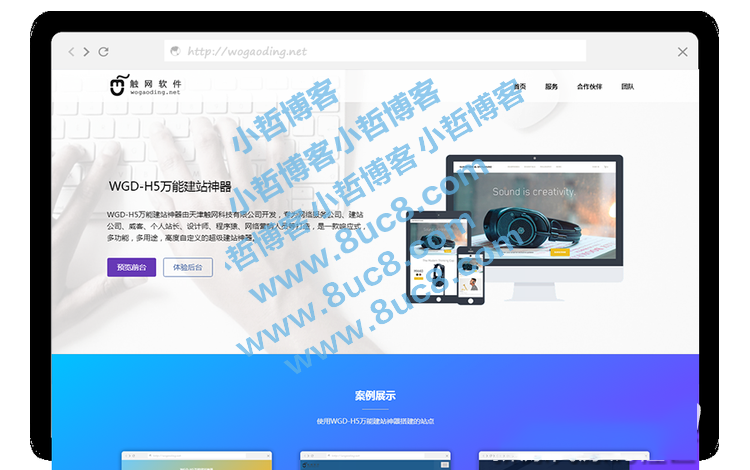 http://wogaoding.net
触网软件
wogaoding.net
首页 服务 合作伙伴 团队
小哲博客小哲博客
小哲博客 小哲博客
小哲博客小哲博客
www.8uc8.com
www.8uc8.com
www.8uc8.com
www.8uc8.com
WGD-H5万能建站神器
WGD-H5万能建站神器由天津触网科技有限公司开发，专为网络服务公司、建站
公司、威客、个人站长、设计师、程序猿、网络营销人员等打造，是一款响应式，
多功能，多用途，高度自定义的超级建站神器。
预览前台 体验后台
Sound is creativity.
案例展示
使用WGD-H5万能建站神器搭建的站点